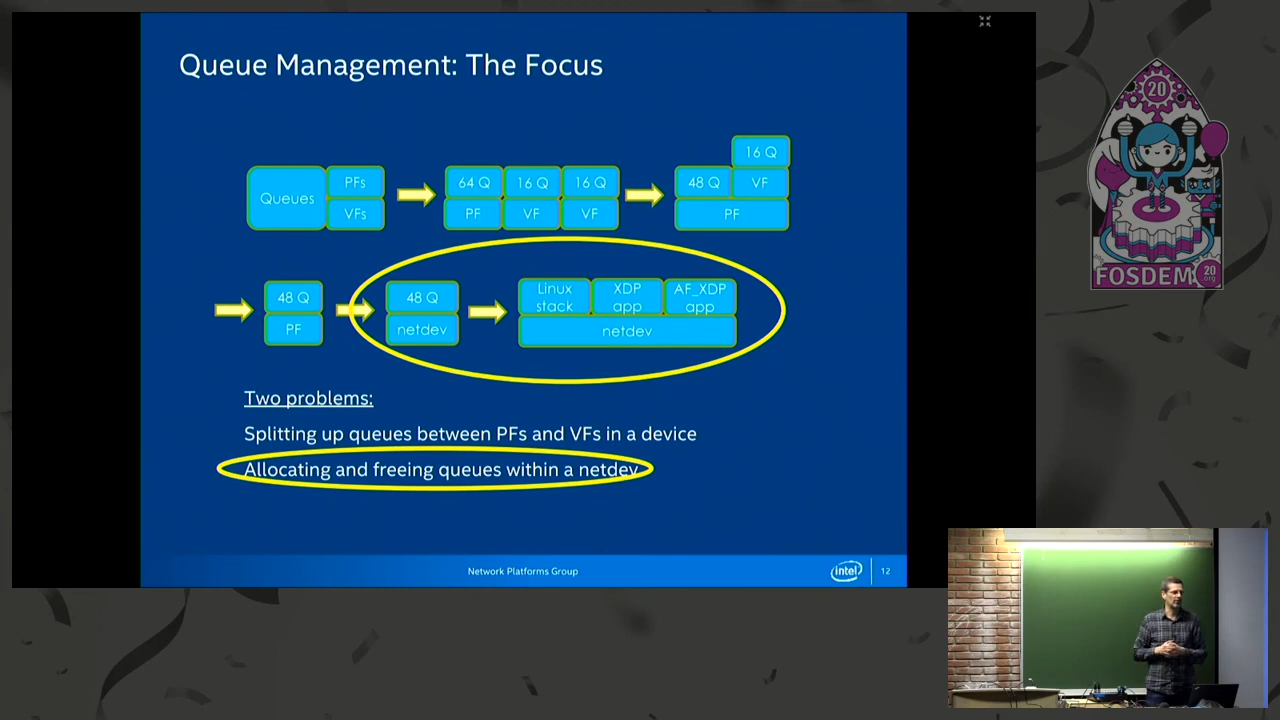 Queue Management: The Focus
Queues
PFs
VFs
64 Q
16 Q
16 Q
PF
VF
VF
16 Q
48 Q
VF
PF
48 Q
PF
48 Q
netdev
Linux
stack
XDP
app
AF_XDP
app
netdev
Two problems:
Splitting up queues between PFs and VFs in a device
Allocating and freeing queues within a netdev
Network Platforms Group
intel
12
20
FOSDEM
20
.org